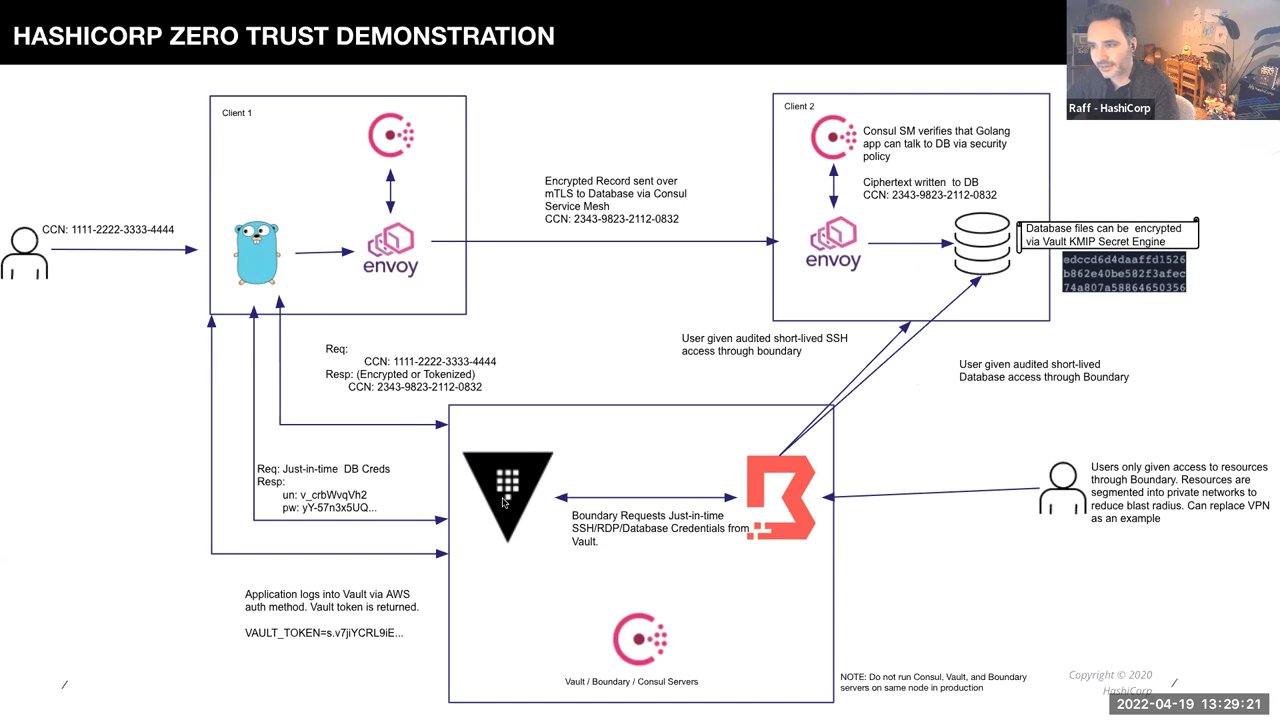 HASHICORP ZERO TRUST DEMONSTRATION
Raff - HashiCorp
Client 1
Client 2
Consul SM verifies that Golang
app can talk to DB via security
policy
Ciphertext written to DB
CCN: 2343-9823-2112-0832
Encrypted Record sent over
mTLS to Database via Consul
Service Mesh
CCN: 2343-9823-2112-0832
CCN: 1111-2222-3333-4444
envoy
envoy
Database files can be encrypted
via Vault KMIP Secret Engine
edccd6d4daaffd1526
b862e40be582f3afec
74a807a58864650356
User given audited short-lived SSH
access through boundary
User given audited short-lived
Database access through Boundary
Req:
CCN: 1111-2222-3333-4444
Resp: (Encrypted or Tokenized)
CCN: 2343-9823-2112-0832
Req: Just-in-time DB Creds
Resp:
un: v_crbWvqVh2
pw: yY-57n3x5UQ...
Boundary Requests Just-in-time
SSH/RDP/Database Credentials from
Vault.
Users only given access to resources
through Boundary. Resources are
segmented into private networks to
reduce blast radius. Can replace VPN
as an example
Application logs into Vault via AWS
auth method. Vault token is returned.
VAULT_TOKEN=s.v7jiYCRL9iE...
Vault / Boundary / Consul Servers
NOTE: Do not run Consul, Vault, and Boundary
servers on same node in production
Copyright © 2020
HashiCorp
/
/
2022-04-19 13:29:21